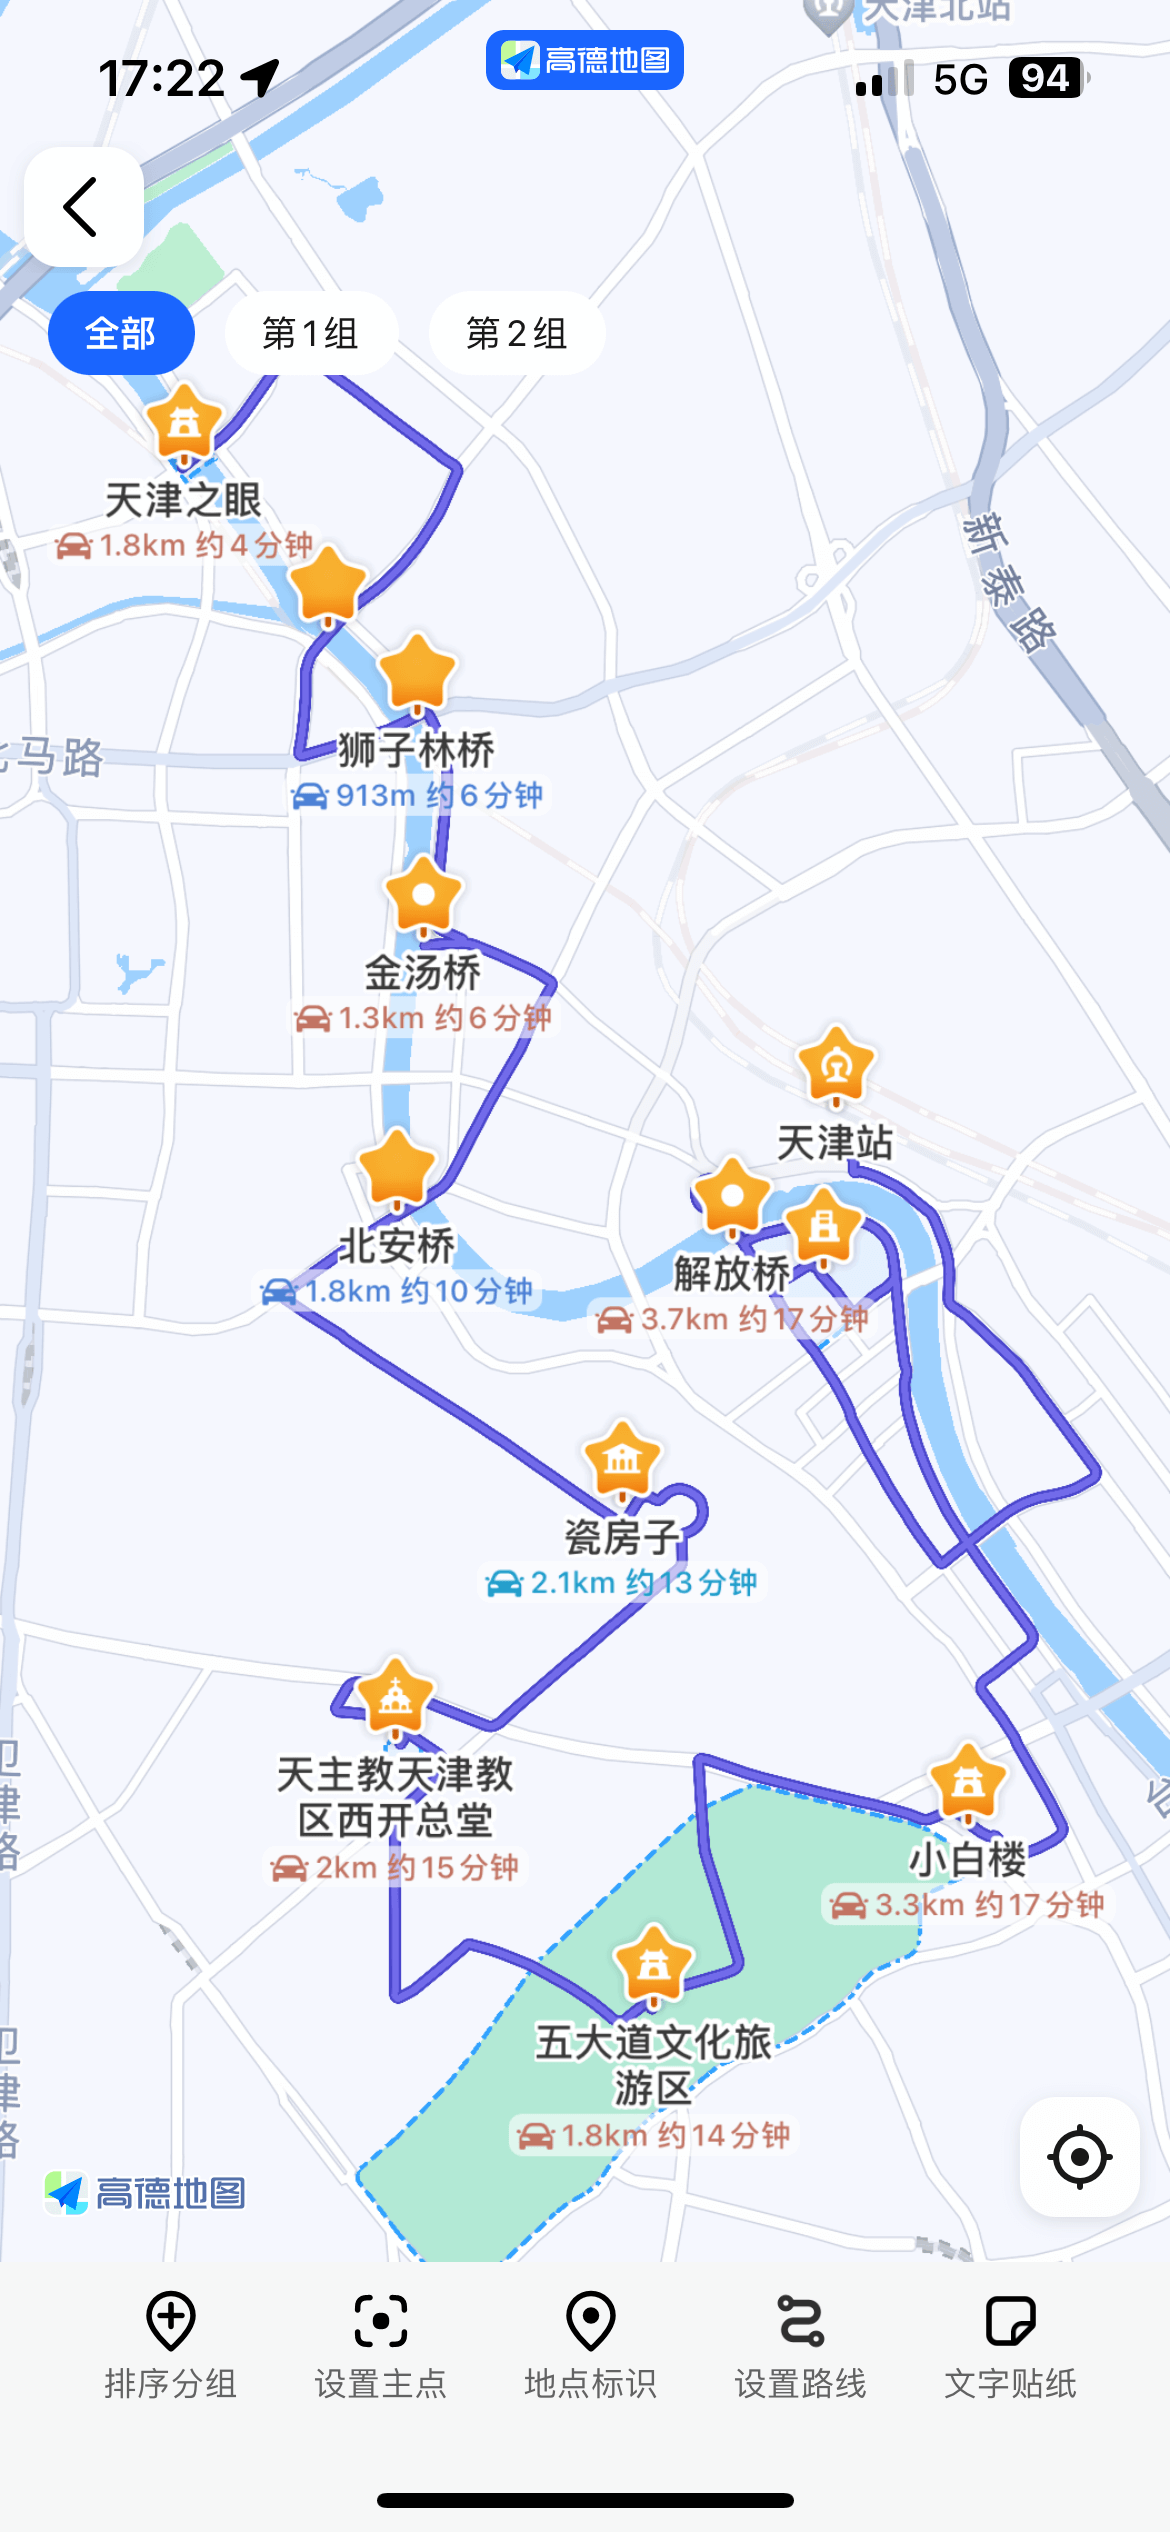 天津北站
17:22
高德地图
5G
94
全部
第1组
第2组
天津之眼
1.8km 约4分钟
新泰路
马路
狮子林桥
913m 约6分钟
金汤桥
1.3km 约6分钟
天津站
北安桥
1.8km 约10分钟
解放桥
3.7km 约17分钟
瓷房子
2.1km 约13分钟
天主教天津教
区西开总堂
2km 约15分钟
小白楼
3.3km 约17分钟
五大道文化旅
游区
1.8km 约14分钟
津路
津路
高德地图
排序分组
设置主点
地点标识
设置路线
文字贴纸